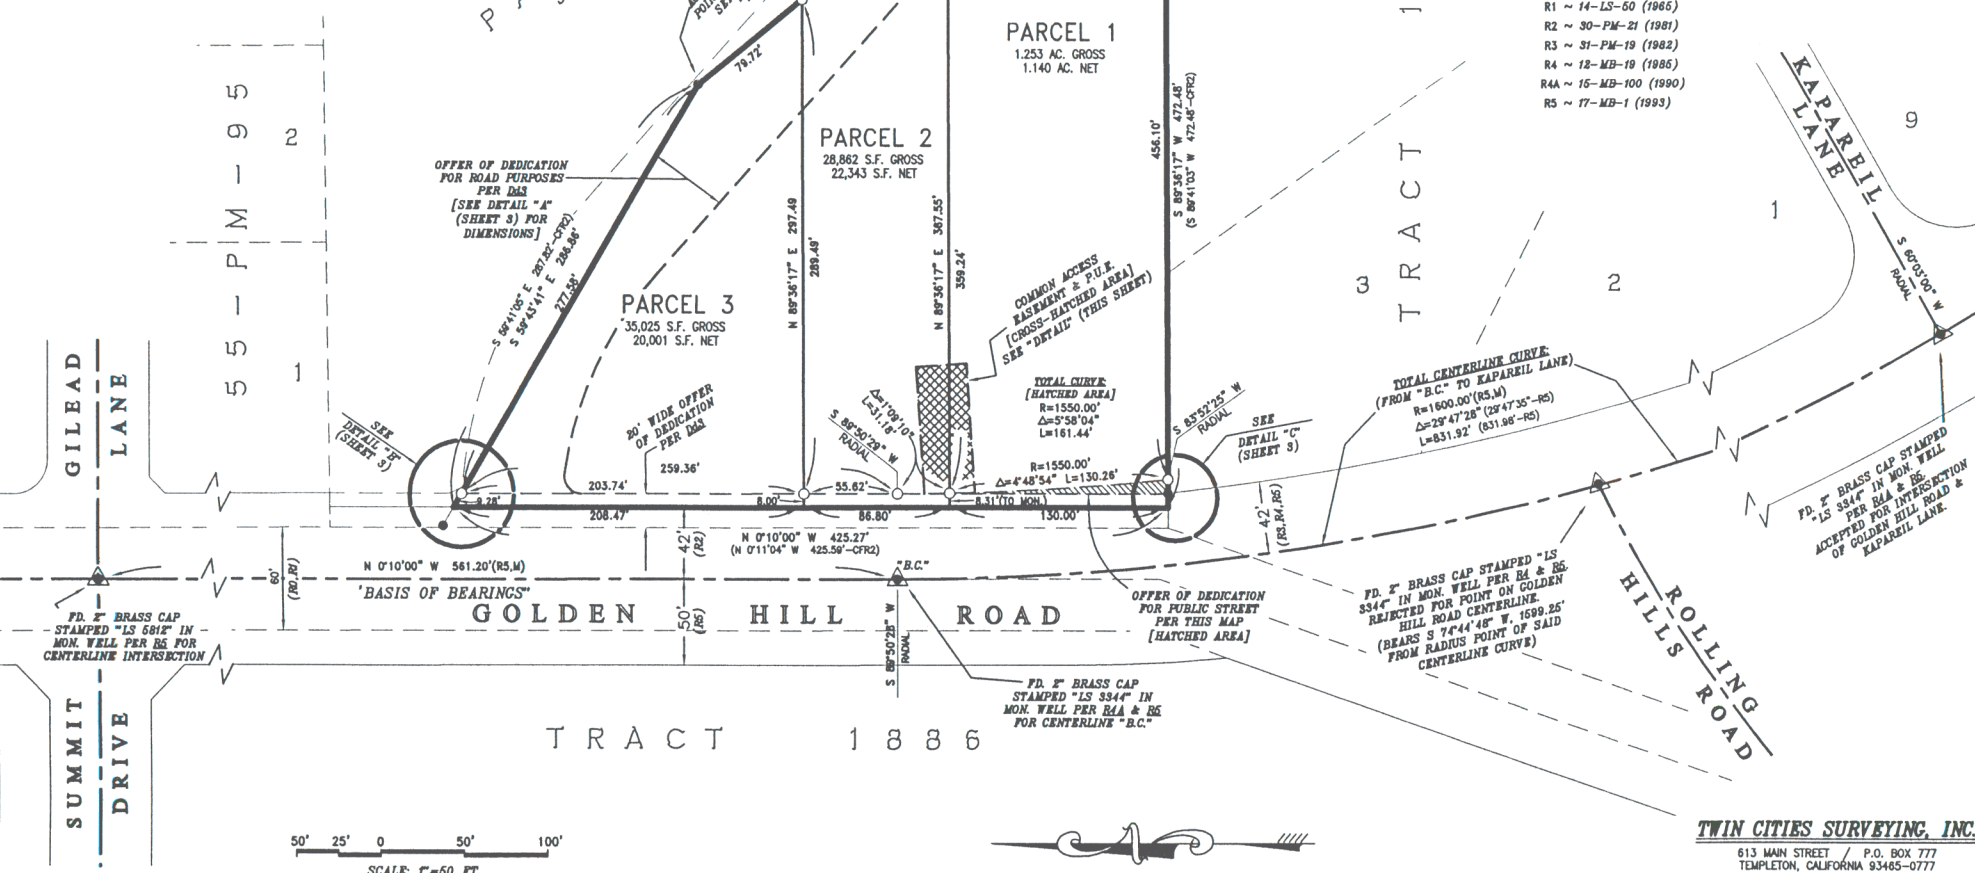 R1 ~ 14-LS-50 (1965)
R2 ~ 30-PM-21 (1981)
R3 ~ 31-PM-19 (1982)
R4 ~ 12-MB-19 (1985)
R4A ~ 15-MB-100 (1990)
R5 ~ 17-MB-1 (1993)
PARCEL 1
1.253 AC. GROSS
1.140 AC. NET
79.72'
PARCEL 2
28,862 S.F. GROSS
22,343 S.F. NET
PARCEL 3
35,025 S.F. GROSS
20,001 S.F. NET
55-PM-95
2
1
OFFER OF DEDICATION
FOR ROAD PURPOSES
PER Dd3
[SEE DETAIL "A"
(SHEET 3) FOR
DIMENSIONS]
S 59°41'05" E 287.82'-CFR2)
S 59°43'41" E 286.86'
277.58'
N 89°36'17" E 297.49
289.49'
N 89°36'17" E 367.55'
359.24'
456.10'
S 89°36'17" W 472.48'
(S 89°41'03" W 472.46'-CFR2)
COMMON ACCESS
EASEMENT & P.U.E.
[CROSS-HATCHED AREA]
SEE "DETAIL" (THIS SHEET)
TOTAL CURVE
[HATCHED AREA]
R=1550.00'
Δ=5°58'04"
L=161.44'
Δ=1°09'10"
L=31.18'
S 89°50'29" W
RADIAL
S 83°52'25" W
RADIAL
SEE
DETAIL "B"
(SHEET 3)
SEE
DETAIL "C"
(SHEET 3)
20' WIDE OFFER
OF DEDICATION
PER Dd3
259.36'
203.74'
55.62'
R=1550.00'
Δ=4°48'54" L=130.26'
9.28'
8.00'
8.31'(TO MON.)
208.47'
86.80'
130.00'
N 0°10'00" W 425.27'
(N 0°11'04" W 425.59'-CFR2)
42'
(R2)
42'
(R3,R4,R5)
60'
(R0,R1)
50'
(R5)
N 0°10'00" W 561.20'(R5,M)
'BASIS OF BEARINGS"
"B.C."
GOLDEN HILL ROAD
GILEAD
LANE
SUMMIT
DRIVE
FD. 2" BRASS CAP
STAMPED "LS 5812" IN
MON. WELL PER R5 FOR
CENTERLINE INTERSECTION
S 89°50'28" W
RADIAL
FD. 2" BRASS CAP
STAMPED "LS 3344" IN
MON. WELL PER R4A & R5
FOR CENTERLINE "B.C."
OFFER OF DEDICATION
FOR PUBLIC STREET
PER THIS MAP
[HATCHED AREA]
TRACT 1886
TRACT 1
3
2
1
9
KAPAREIL
LANE
S 60°03'00" W
RADIAL
TOTAL CENTERLINE CURVE:
(FROM "B.C." TO KAPAREIL LANE)
R=1600.00'(R5,M)
Δ=29°47'28" (29°47'35"-R5)
L=831.92' (831.98'-R5)
FD. 2" BRASS CAP STAMPED
"LS 3344" IN MON. WELL
PER R4A & R5.
ACCEPTED FOR INTERSECTION
OF GOLDEN HILL ROAD &
KAPAREIL LANE.
FD. 2" BRASS CAP STAMPED "LS
3344" IN MON. WELL PER R4 & R5.
REJECTED FOR POINT ON GOLDEN
HILL ROAD CENTERLINE.
(BEARS S 74°44'48" W, 1599.25'
FROM RADIUS POINT OF SAID
CENTERLINE CURVE)
ROLLING
HILLS ROAD
50' 25' 0 50' 100'
SCALE: 1"=50 FT
TWIN CITIES SURVEYING, INC.
613 MAIN STREET / P.O. BOX 777
TEMPLETON, CALIFORNIA 93465-0777